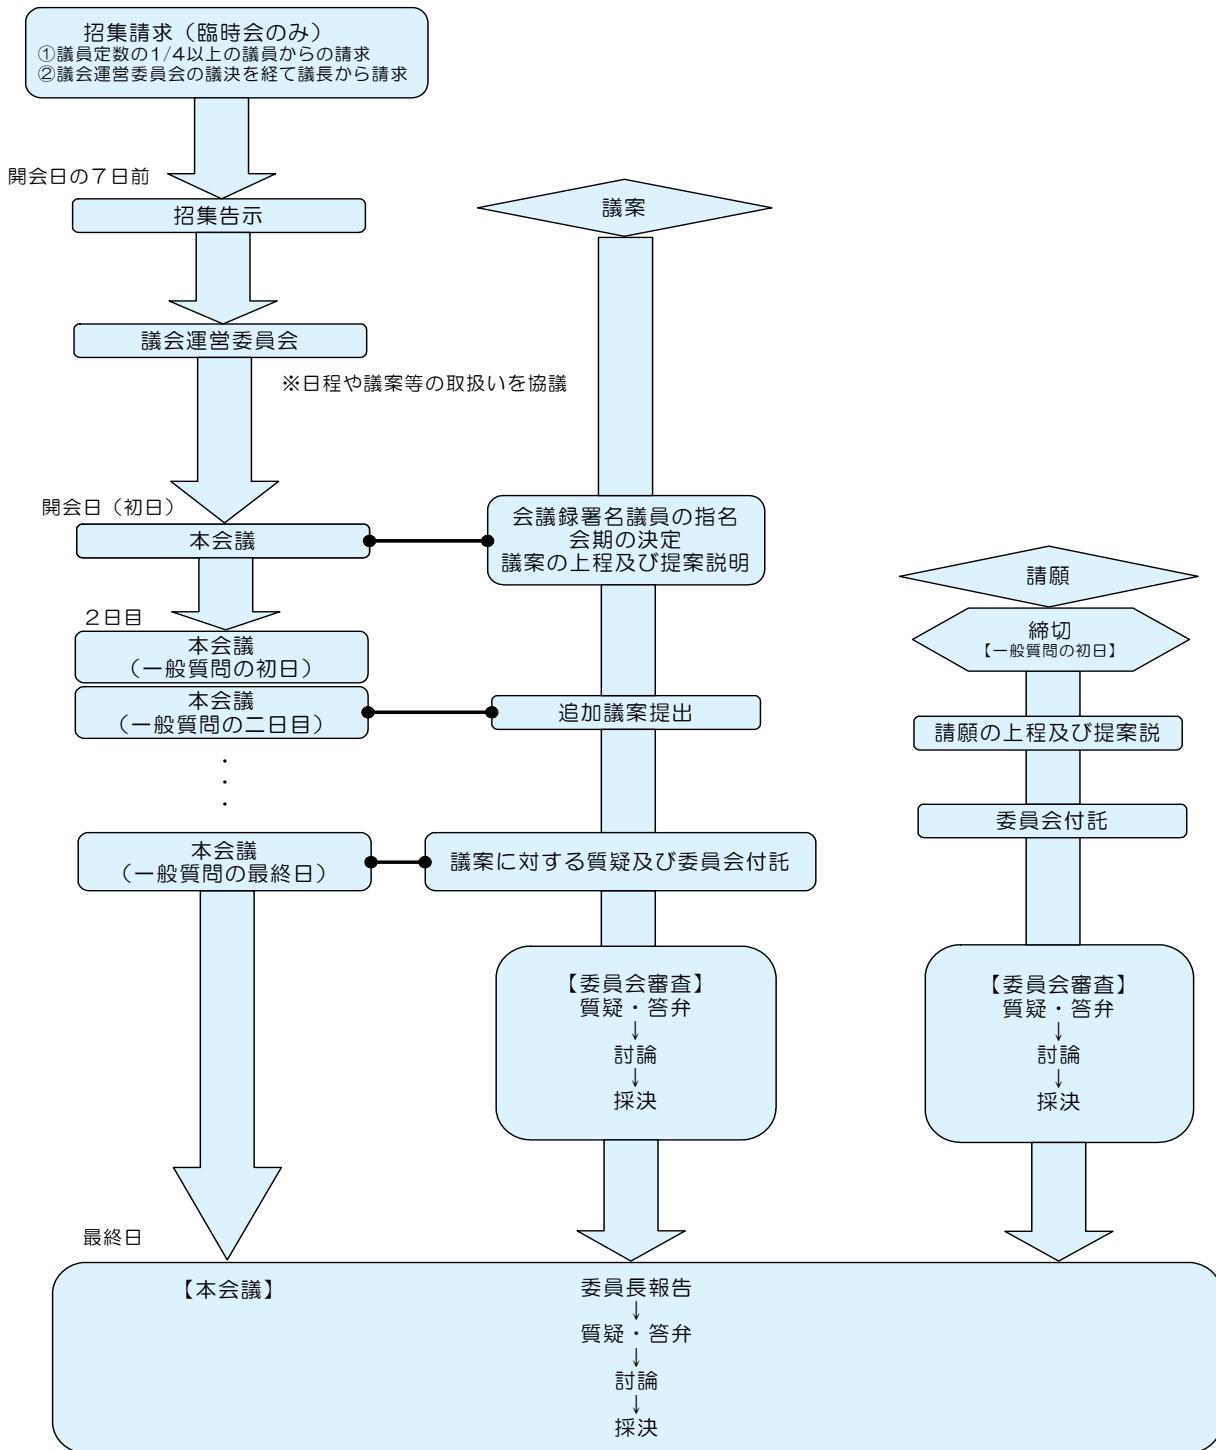 招集請求（臨時会のみ）
①議員定数の1/4以上の議員からの請求
②議会運営委員会の議決を経て議長から請求
開会日の７日前
招集告示
議会運営委員会
※日程や議案等の取扱いを協議
開会日（初日）
本会議
２日目
本会議
（一般質問の初日）
本会議
（一般質問の二日目）
・
・
・
本会議
（一般質問の最終日）
議案
会議録署名議員の指名
会期の決定
議案の上程及び提案説明
追加議案提出
議案に対する質疑及び委員会付託
【委員会審査】
質疑・答弁
↓
討論
↓
採決
請願
締切
【一般質問の初日】
請願の上程及び提案説
委員会付託
【委員会審査】
質疑・答弁
↓
討論
↓
採決
最終日
【本会議】
委員長報告
↓
質疑・答弁
↓
討論
↓
採決